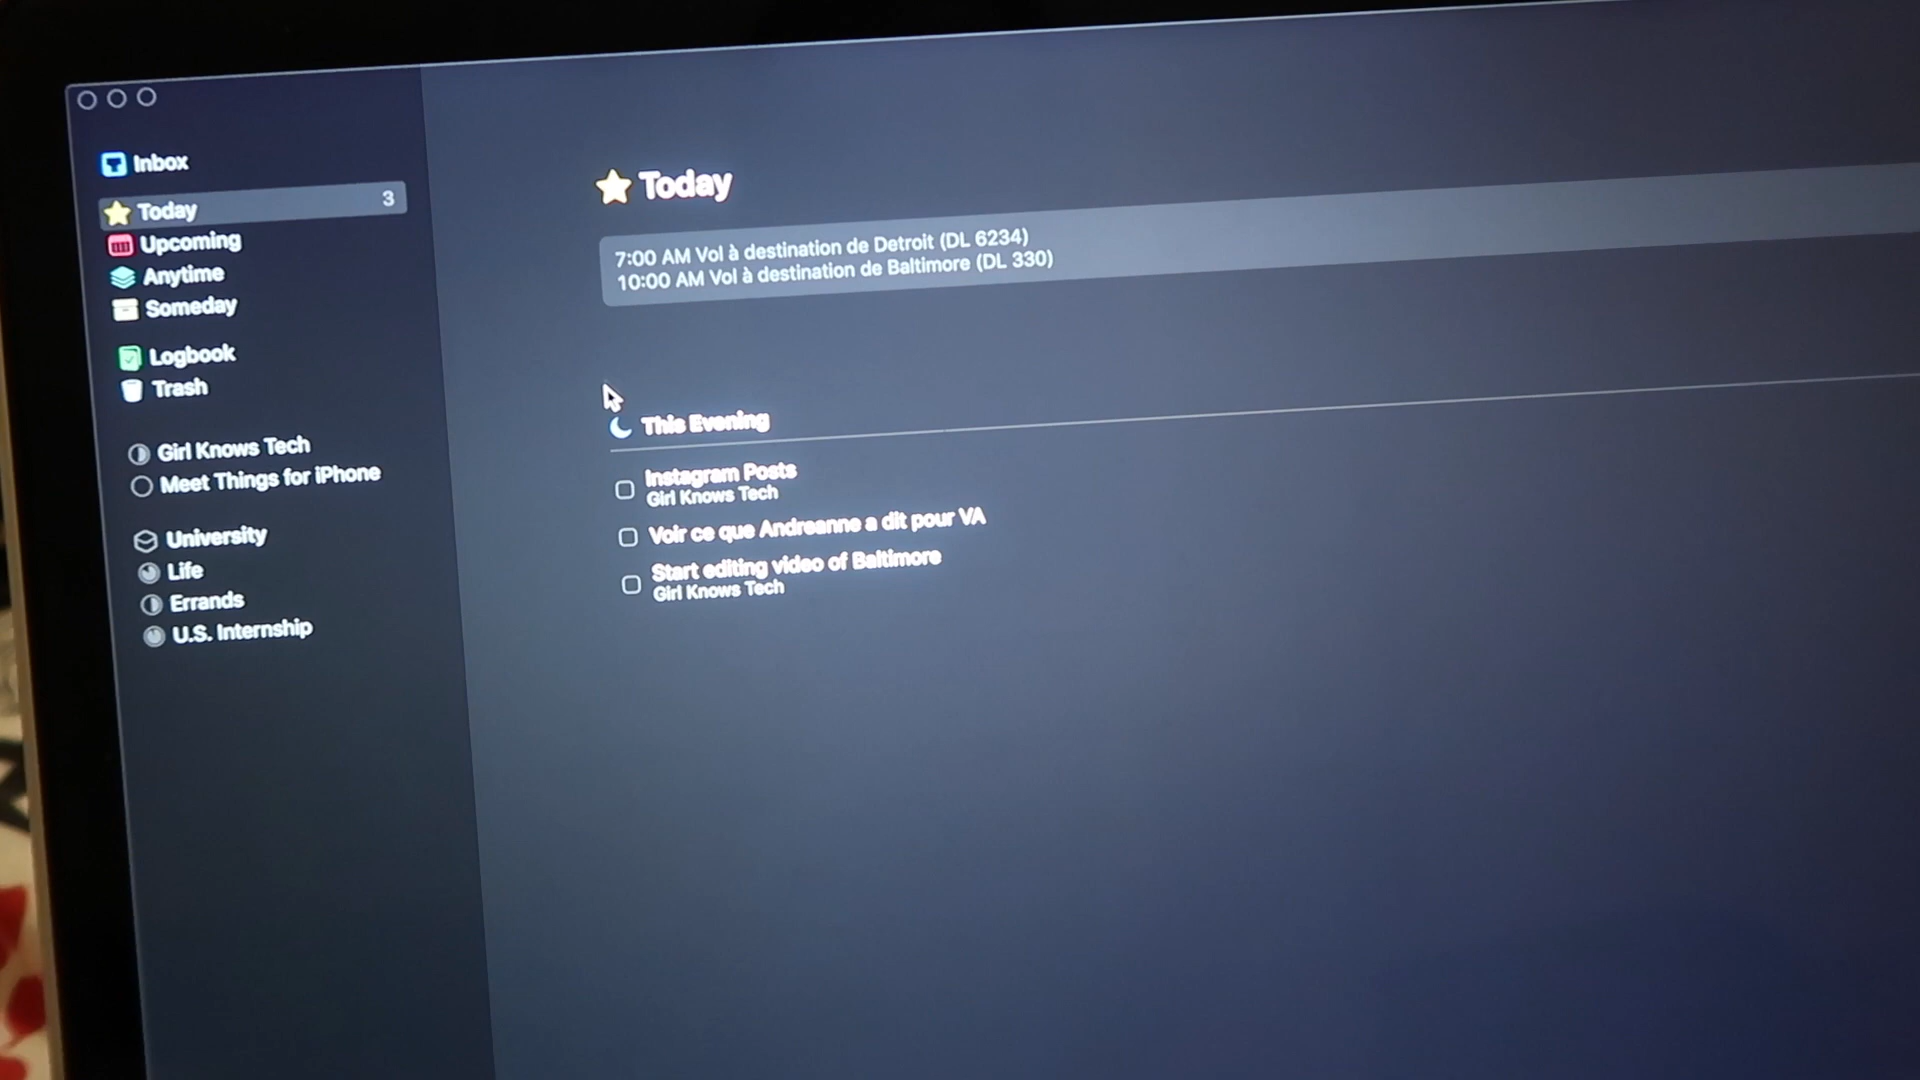 Inbox
Today 3
Upcoming
Anytime
Someday
Logbook
Trash
Girl Knows Tech
Meet Things for iPhone
University
Life
Errands
U.S. Internship
Today
7:00 AM Vol à destination de Detroit (DL 6234)
10:00 AM Vol à destination de Baltimore (DL 330)
This Evening
Instagram Posts
Girl Knows Tech
Voir ce que Andreanne a dit pour VA
Start editing video of Baltimore
Girl Knows Tech